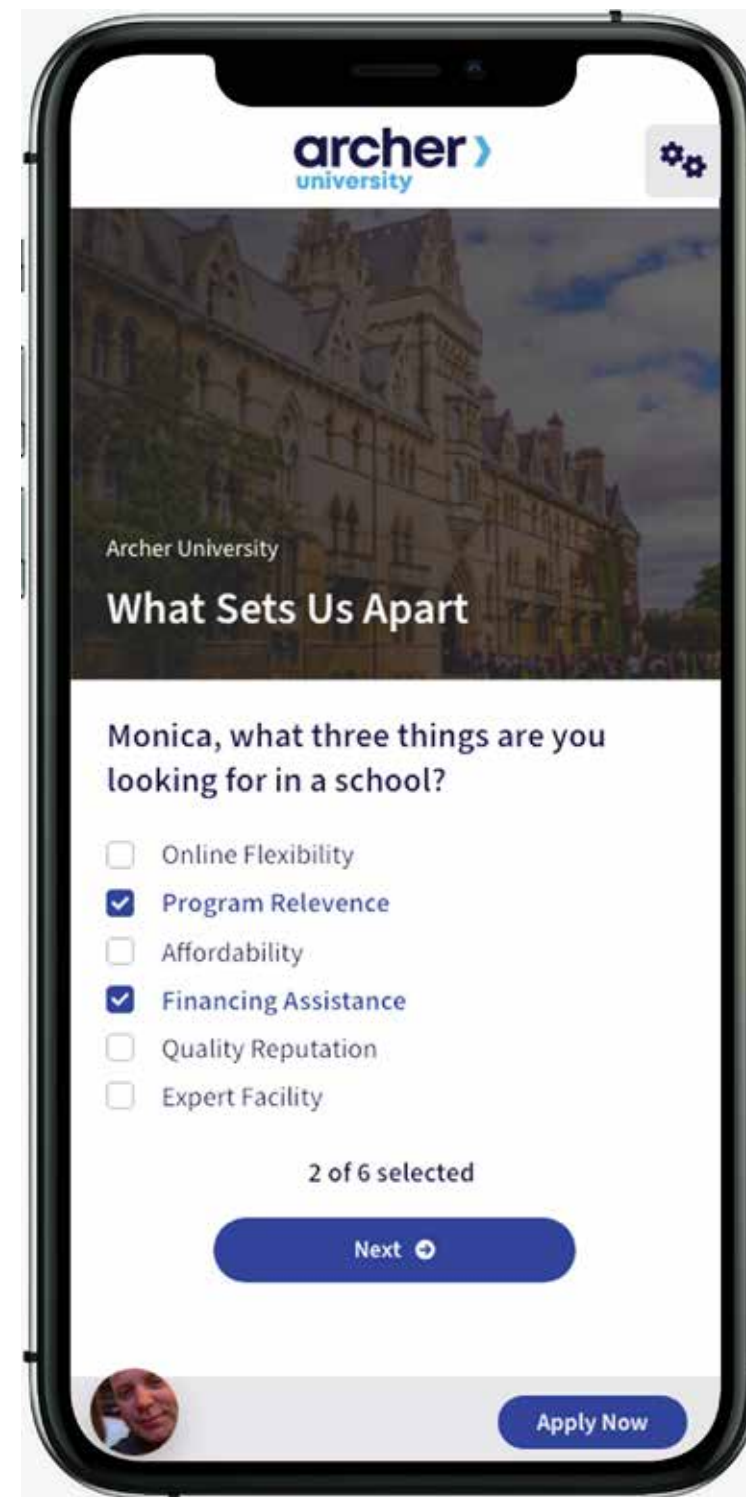 archer
university
Archer University
What Sets Us Apart
Monica, what three things are you
looking for in a school?
Online Flexibility
Program Relevence
Affordability
Financing Assistance
Quality Reputation
Expert Facility
2 of 6 selected
Next
Apply Now